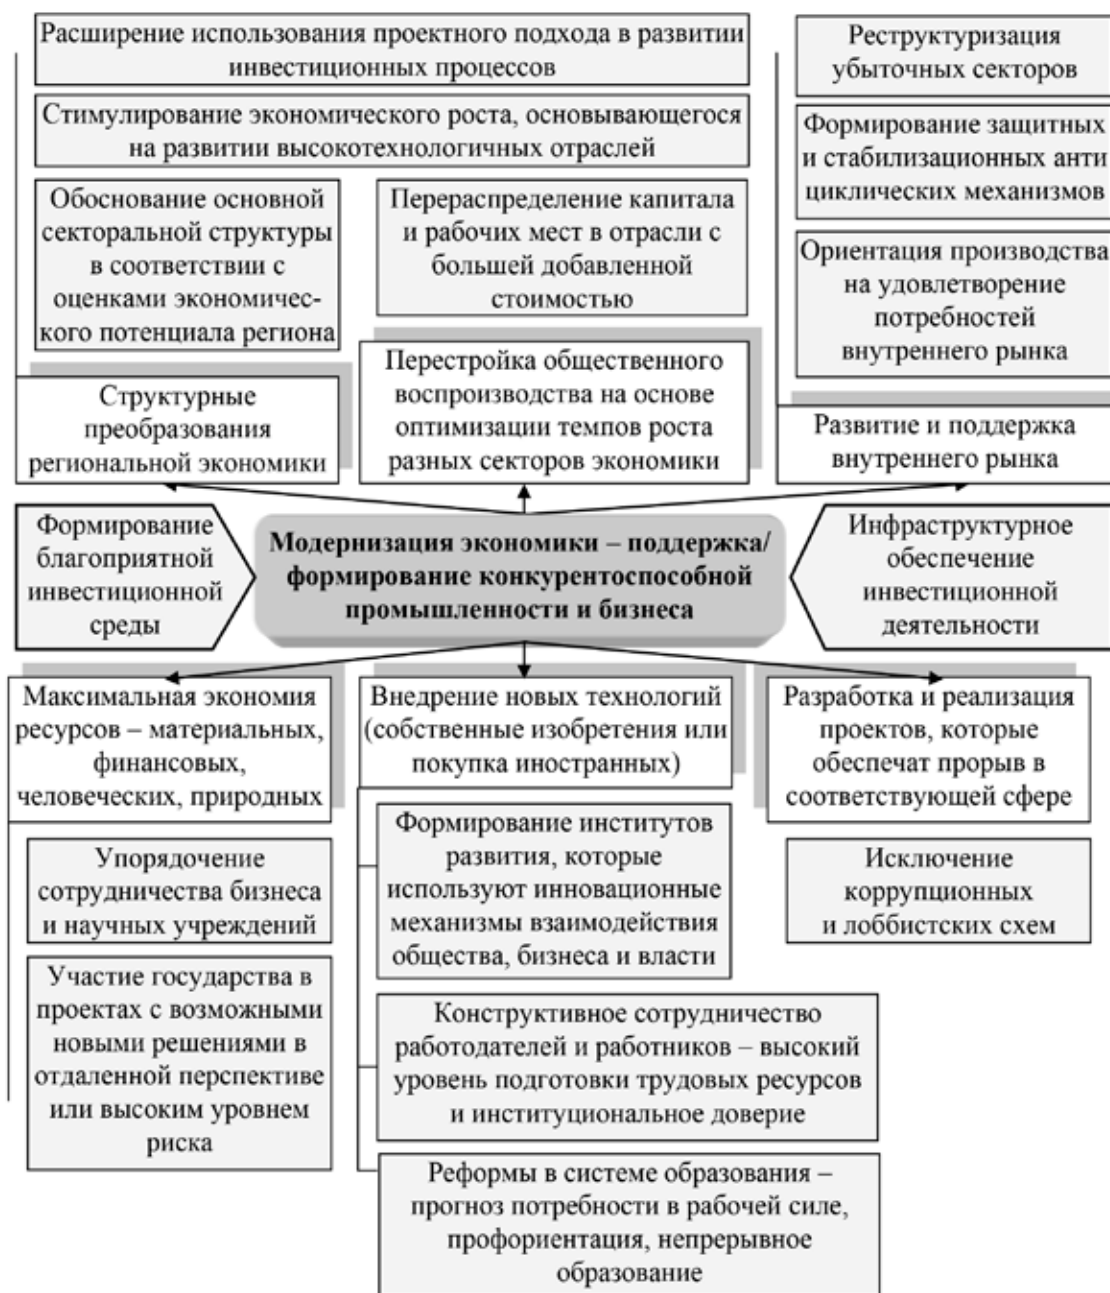 Расширение использования проектного подхода в развитии
инвестиционных процессов
Стимулирование экономического роста, основывающегося
на развитии высокотехнологичных отраслей
Обоснование основной
секторальной структуры
в соответствии с
оценками экономичес-
кого потенциала региона
Перераспределение капитала
и рабочих мест в отрасли с
большей добавленной
стоимостью
Реструктуризация
убыточных секторов
Формирование защитных
и стабилизационных анти
циклических механизмов
Ориентация производства
на удовлетворение
потребностей
внутреннего рынка
Структурные
преобразования
региональной экономики
Перестройка общественного
воспроизводства на основе
оптимизации темпов роста
разных секторов экономики
Развитие и поддержка
внутреннего рынка
Формирование
благоприятной
инвестиционной
среды
Модернизация экономики – поддержка/
формирование конкурентоспособной
промышленности и бизнеса
Инфраструктурное
обеспечение
инвестиционной
деятельности
Максимальная экономия
ресурсов – материальных,
финансовых,
человеческих, природных
Внедрение новых технологий
(собственные изобретения или
покупка иностранных)
Разработка и реализация
проектов, которые
обеспечат прорыв в
соответствующей сфере
Упорядочение
сотрудничества бизнеса
и научных учреждений
Участие государства в
проектах с возможными
новыми решениями в
отдаленной перспективе
или высоким уровнем
риска
Формирование институтов
развития, которые
используют инновационные
механизмы взаимодействия
общества, бизнеса и власти
Исключение
коррупционных
и лоббистских схем
Конструктивное сотрудничество
работодателей и работников – высокий
уровень подготовки трудовых ресурсов
и институциональное доверие
Реформы в системе образования –
прогноз потребности в рабочей силе,
профориентация, непрерывное
образование